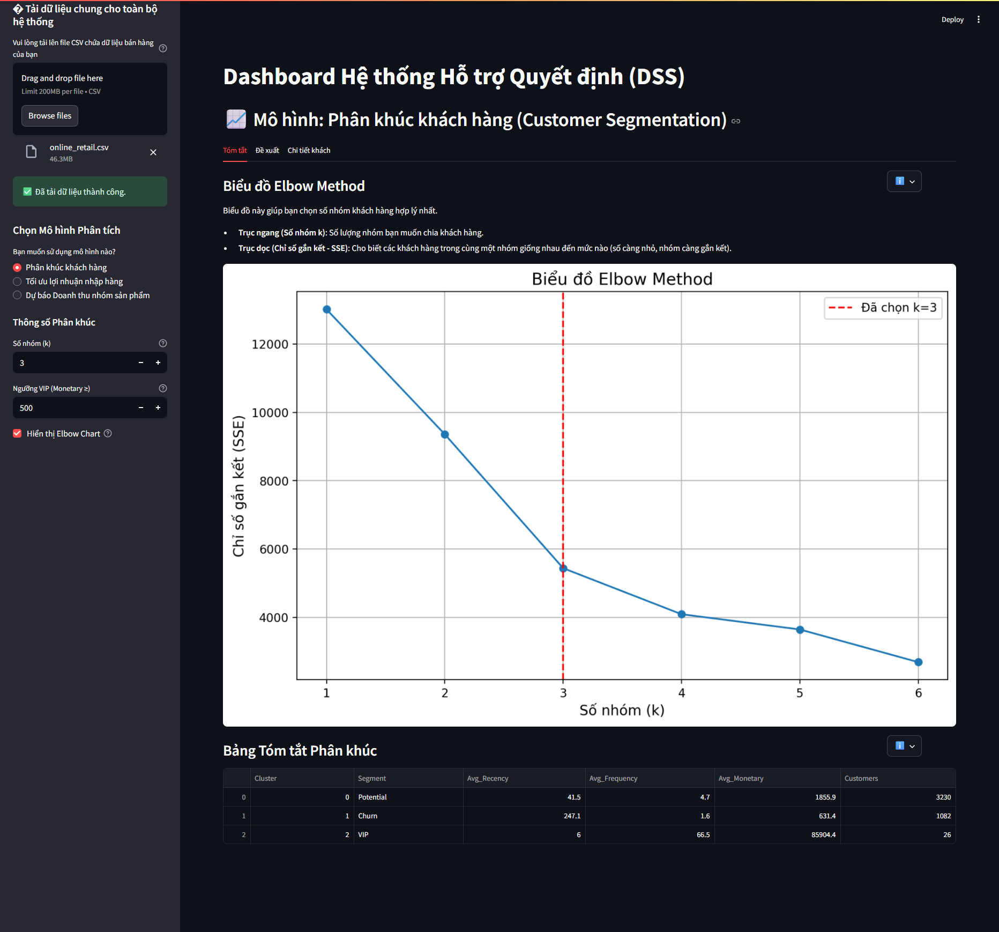 � Tải dữ liệu chung cho toàn bộ
hệ thống
Vui lòng tải lên file CSV chứa dữ liệu bán hàng
của bạn
Drag and drop file here
Limit 200MB per file • CSV
Browse files
online_retail.csv
46.3MB
✅ Đã tải dữ liệu thành công.
Chọn Mô hình Phân tích
Bạn muốn sử dụng mô hình nào?
Phân khúc khách hàng
Tối ưu lợi nhuận nhập hàng
Dự báo Doanh thu nhóm sản phẩm
Thông số Phân khúc
Số nhóm (k)
3
Ngưỡng VIP (Monetary ≥)
500
Hiển thị Elbow Chart
Deploy
Dashboard Hệ thống Hỗ trợ Quyết định (DSS)
📈 Mô hình: Phân khúc khách hàng (Customer Segmentation)
Tóm tắt Đề xuất Chi tiết khách
Biểu đồ Elbow Method
Biểu đồ này giúp bạn chọn số nhóm khách hàng hợp lý nhất.
• Trục ngang (Số nhóm k): Số lượng nhóm bạn muốn chia khách hàng.
• Trục dọc (Chỉ số gắn kết - SSE): Cho biết các khách hàng trong cùng một nhóm giống nhau đến mức nào (số càng nhỏ, nhóm càng gắn kết).
Biểu đồ Elbow Method
Đã chọn k=3
12000
10000
8000
6000
4000
Chỉ số gắn kết (SSE)
1 2 3 4 5 6
Số nhóm (k)
Bảng Tóm tắt Phân khúc
Cluster Segment Avg_Recency Avg_Frequency Avg_Monetary Customers
0 0 Potential 41.5 4.7 1855.9 3230
1 1 Churn 247.1 1.6 631.4 1082
2 2 VIP 6 66.5 85904.4 26